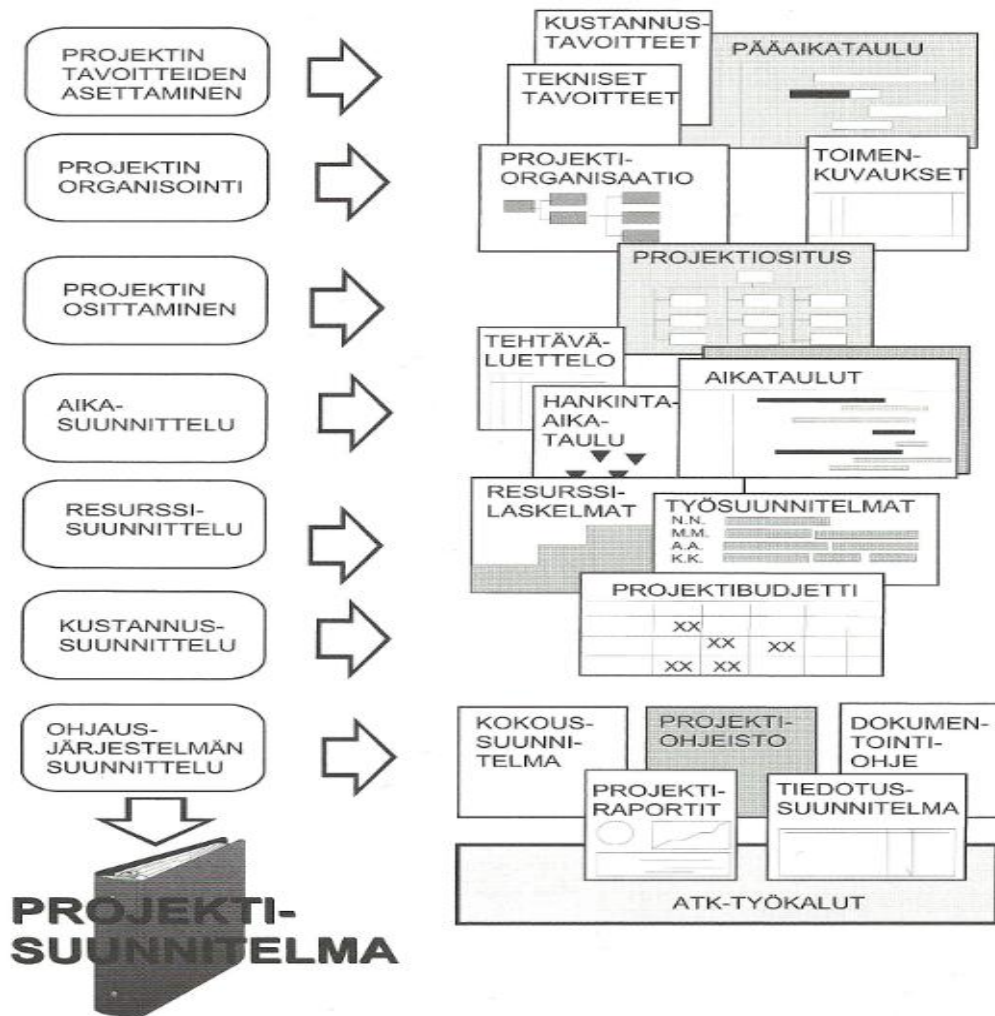 PROJEKTIN
TAVOITTEIDEN
ASETTAMINEN
KUSTANNUS-
TAVOITTEET
PÄÄAIKATAULU
TEKNISET
TAVOITTEET
PROJEKTIN
ORGANISOINTI
PROJEKTI-
ORGANISAATIO
TOIMEN-
KUVAUKSET
PROJEKTIN
OSITTAMINEN
PROJEKTIOSITUS
TEHTÄVÄ-
LUETTELO
AIKA-
SUUNNITTELU
AIKATAULUT
HANKINTA-
AIKA-
TAULU
RESURSSI-
SUUNNITTELU
RESURSSI-
LASKELMAT
TYÖSUUNNITELMAT
N.N.
M.M.
A.A.
K.K.
KUSTANNUS-
SUUNNITTELU
PROJEKTIBUDJETTI
XX
XX XX
XX XX
OHJAUS-
JÄRJESTELMÄN
SUUNNITTELU
KOKOUS-
SUUNNI-
TELMA
PROJEKTI-
OHJEISTO
DOKUMEN-
TOINTI-
OHJE
PROJEKTI-
RAPORTIT
TIEDOTUS-
SUUNNITELMA
ATK-TYÖKALUT
PROJEKTI-
SUUNNITELMA